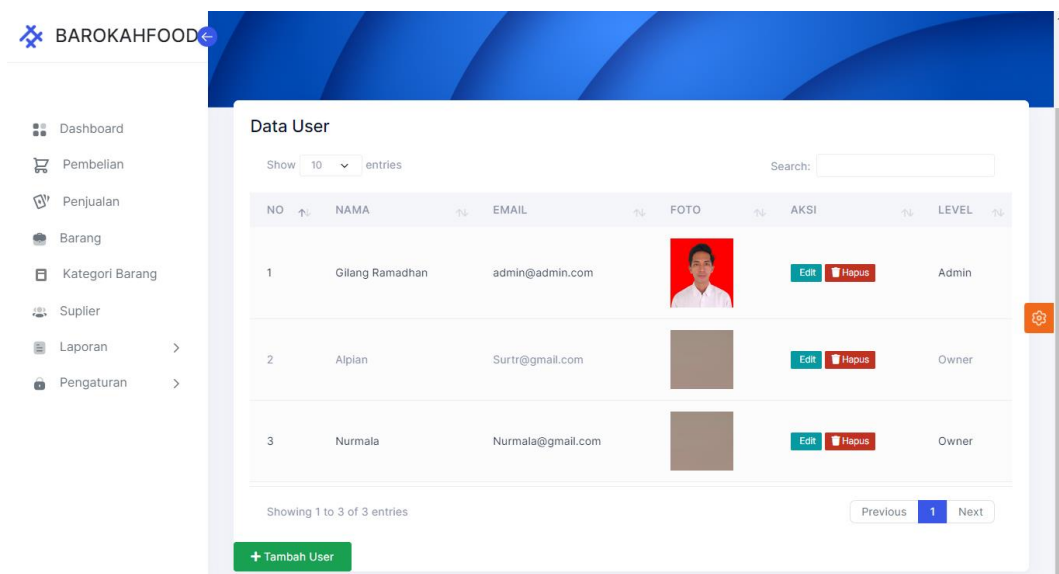 BAROKAHFOOD
Dashboard
Pembelian
Penjualan
Barang
Kategori Barang
Suplier
Laporan
Pengaturan
Data User
Show 10 entries
Search:
NO NAMA EMAIL FOTO AKSI LEVEL
1 Gilang Ramadhan admin@admin.com Edit Hapus Admin
2 Alpian Surtr@gmail.com Edit Hapus Owner
3 Nurmala Nurmala@gmail.com Edit Hapus Owner
Showing 1 to 3 of 3 entries
Previous 1 Next
+ Tambah User